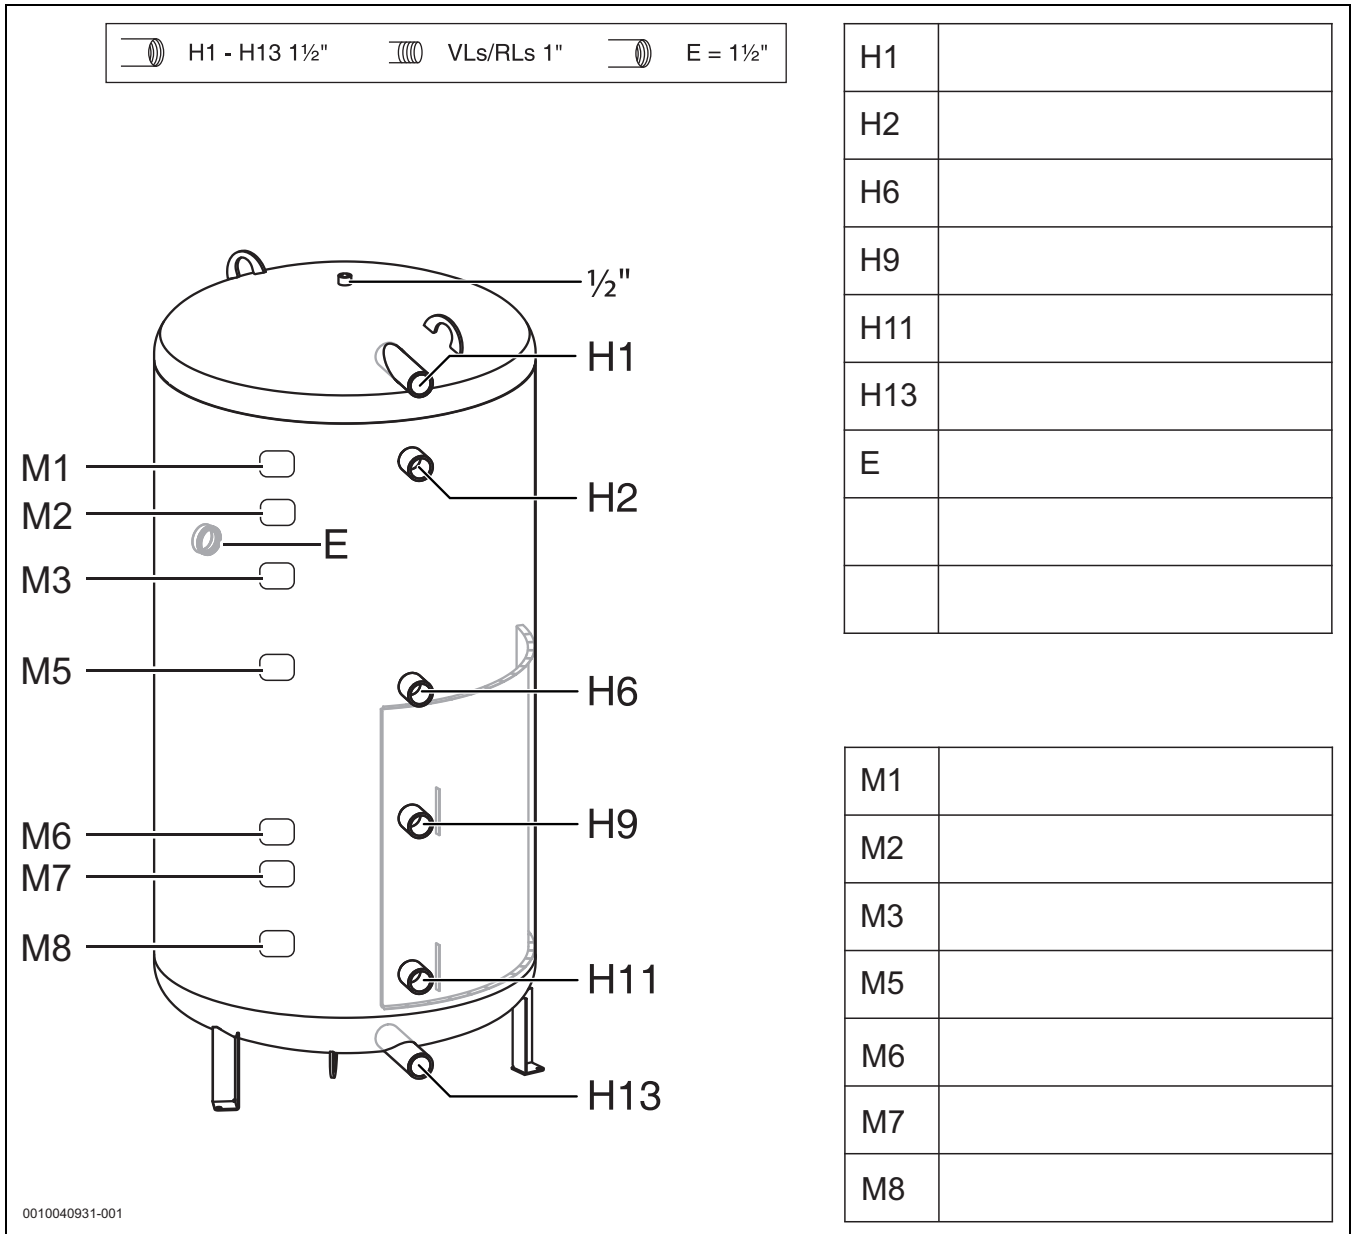 H1 - H13 1½" VLs/RLs 1" E = 1½"
½"
H1
H2
H6
H9
H11
H13
M1
M2
E
M3
M5
M6
M7
M8
H1
H2
H6
H9
H11
H13
E
M1
M2
M3
M5
M6
M7
M8
0010040931-001